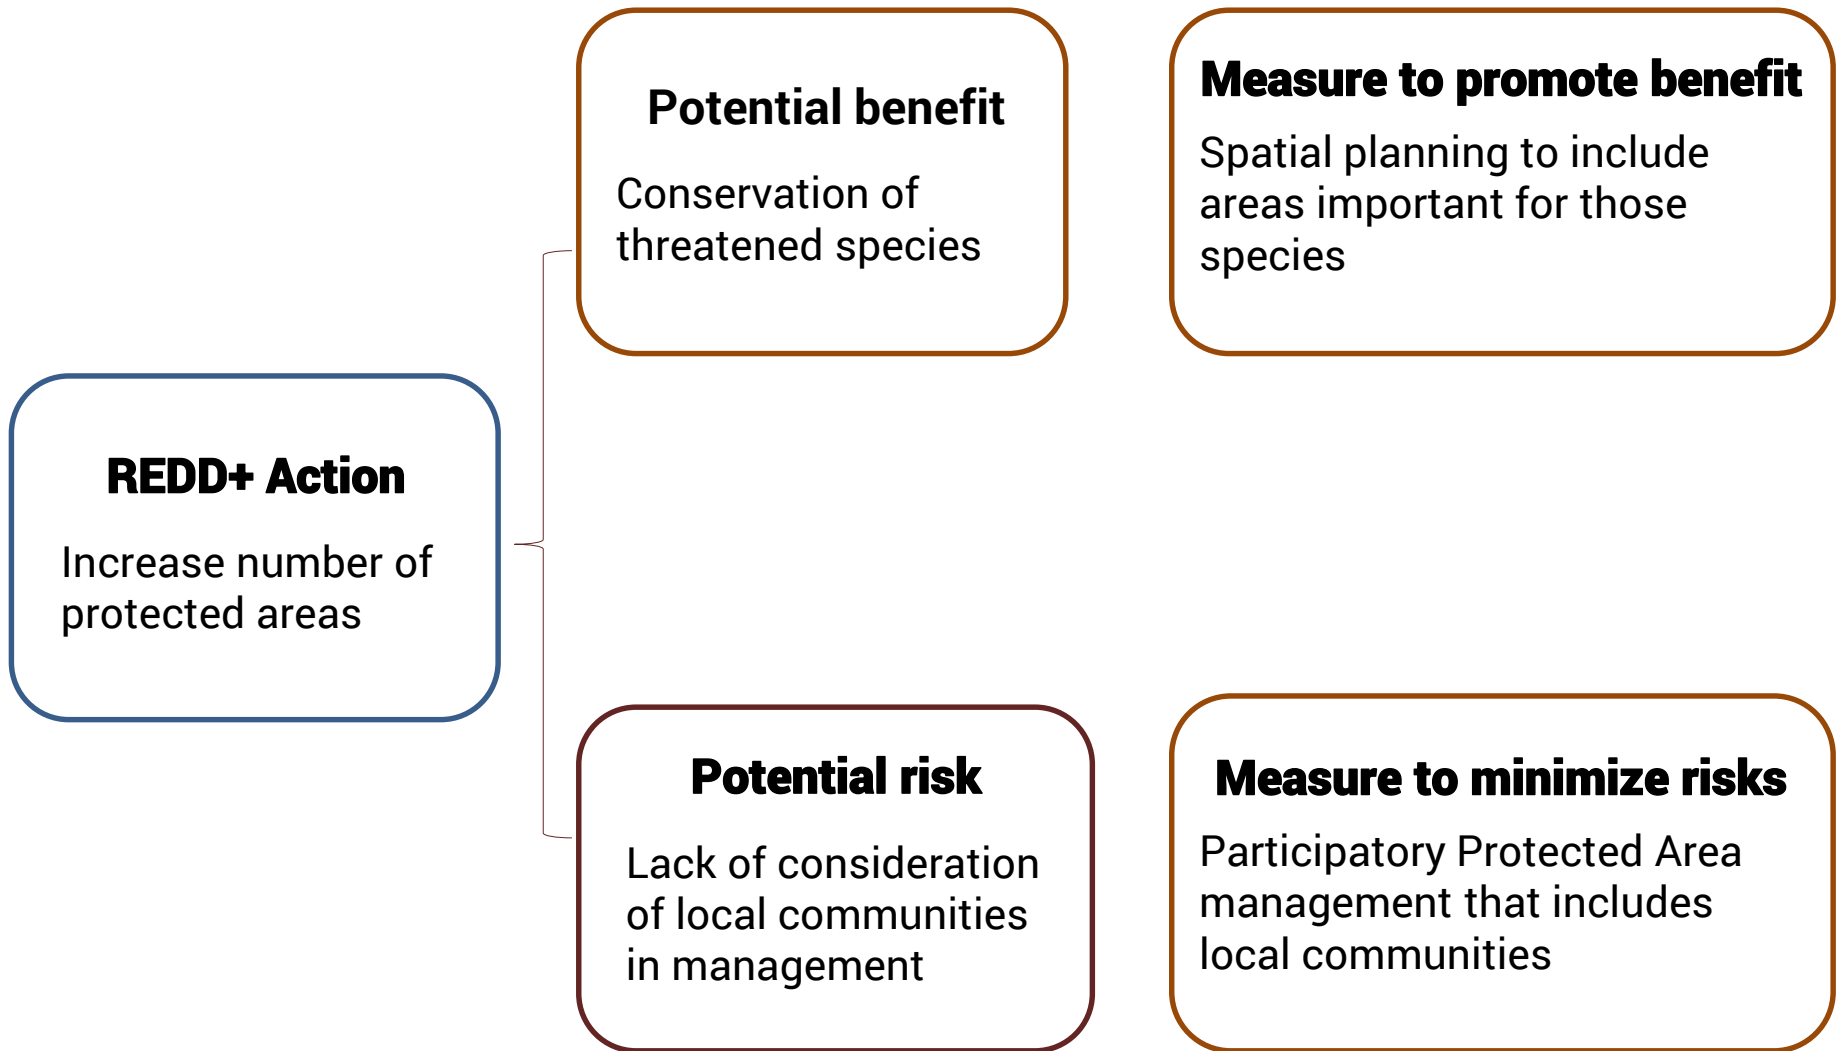 Potential benefit
Conservation of
threatened species
Measure to promote benefit
Spatial planning to include
areas important for those
species
REDD+ Action
Increase number of
protected areas
Potential risk
Lack of consideration
of local communities
in management
Measure to minimize risks
Participatory Protected Area
management that includes
local communities